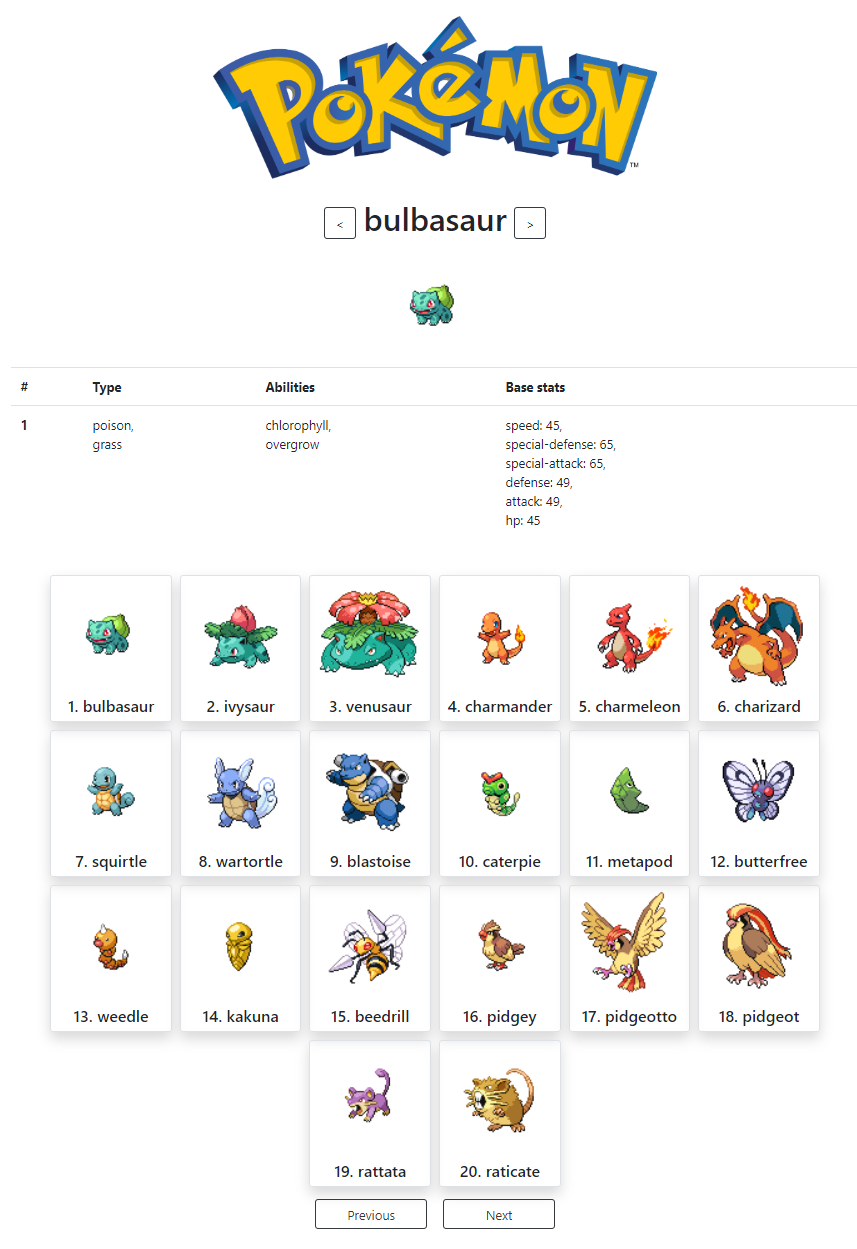 POKéMON
TM
< bulbasaur >
# Type Abilities Base stats
1 poison, chlorophyll, speed: 45,
grass overgrow special-defense: 65,
special-attack: 65,
defense: 49,
attack: 49,
hp: 45
1. bulbasaur 2. ivysaur 3. venusaur 4. charmander 5. charmeleon 6. charizard
7. squirtle 8. wartortle 9. blastoise 10. caterpie 11. metapod 12. butterfree
13. weedle 14. kakuna 15. beedrill 16. pidgey 17. pidgeotto 18. pidgeot
19. rattata 20. raticate
Previous Next